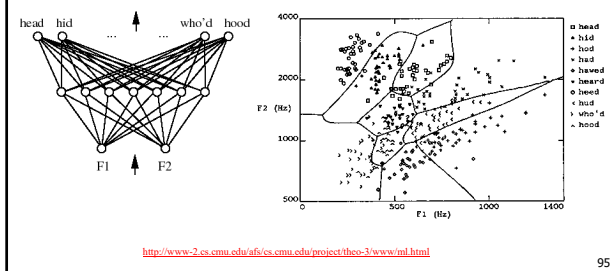 head hid ... ... who'd hood
F1 F2
4000
2000
F2 (Hz)
1000
500
0 500 1000 1400
F1 (Hz)
head
hid
hod
had
hawed
heard
heed
hud
who'd
hood
http://www-2.cs.cmu.edu/afs/cs.cmu.edu/project/theo-3/www/ml.html
95